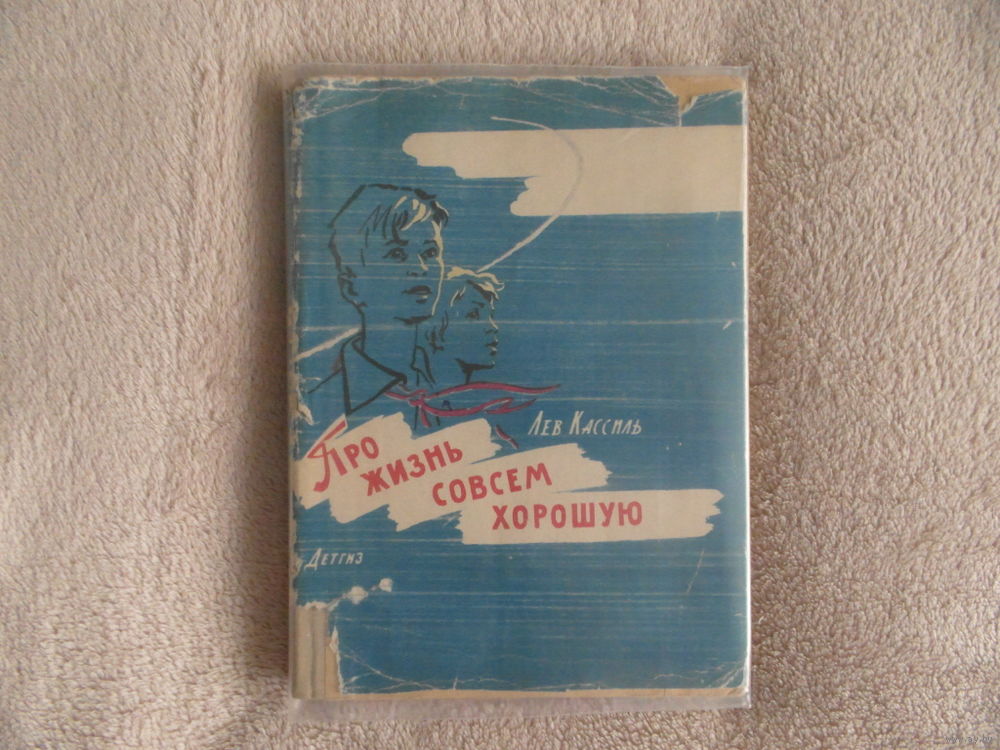 Лев Кассиль
Про
жизнь
совсем
хорошую
Детгиз